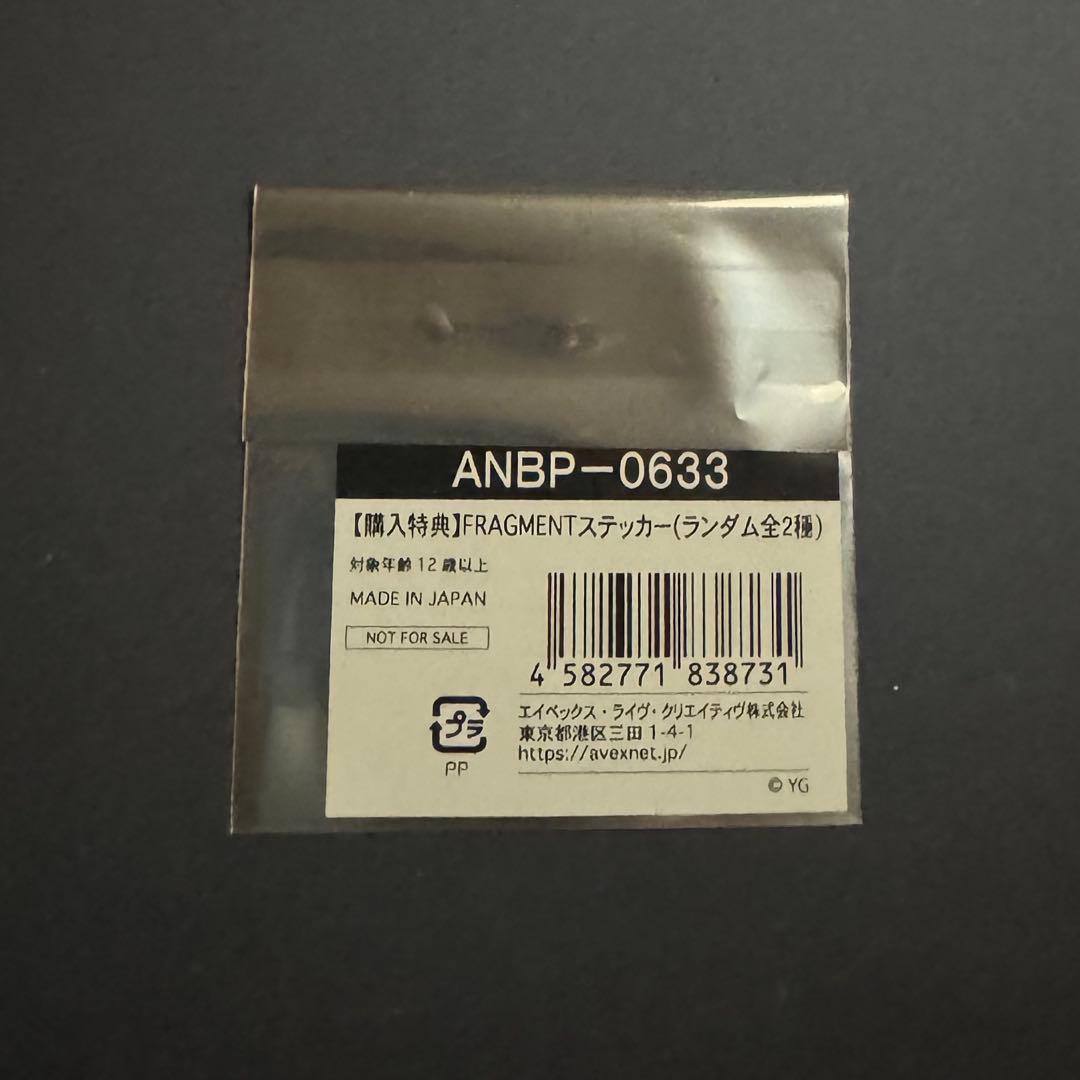 ANBP-0633
【購入特典】FRAGMENTステッカー(ランダム全2種)
対象年齢12歳以上
MADE IN JAPAN
NOT FOR SALE
4 582771 838731
プラ
PP
エイベックス・ライヴ・クリエイティヴ株式会社
東京都港区三田1-4-1
https://avexnet.jp/
© YG